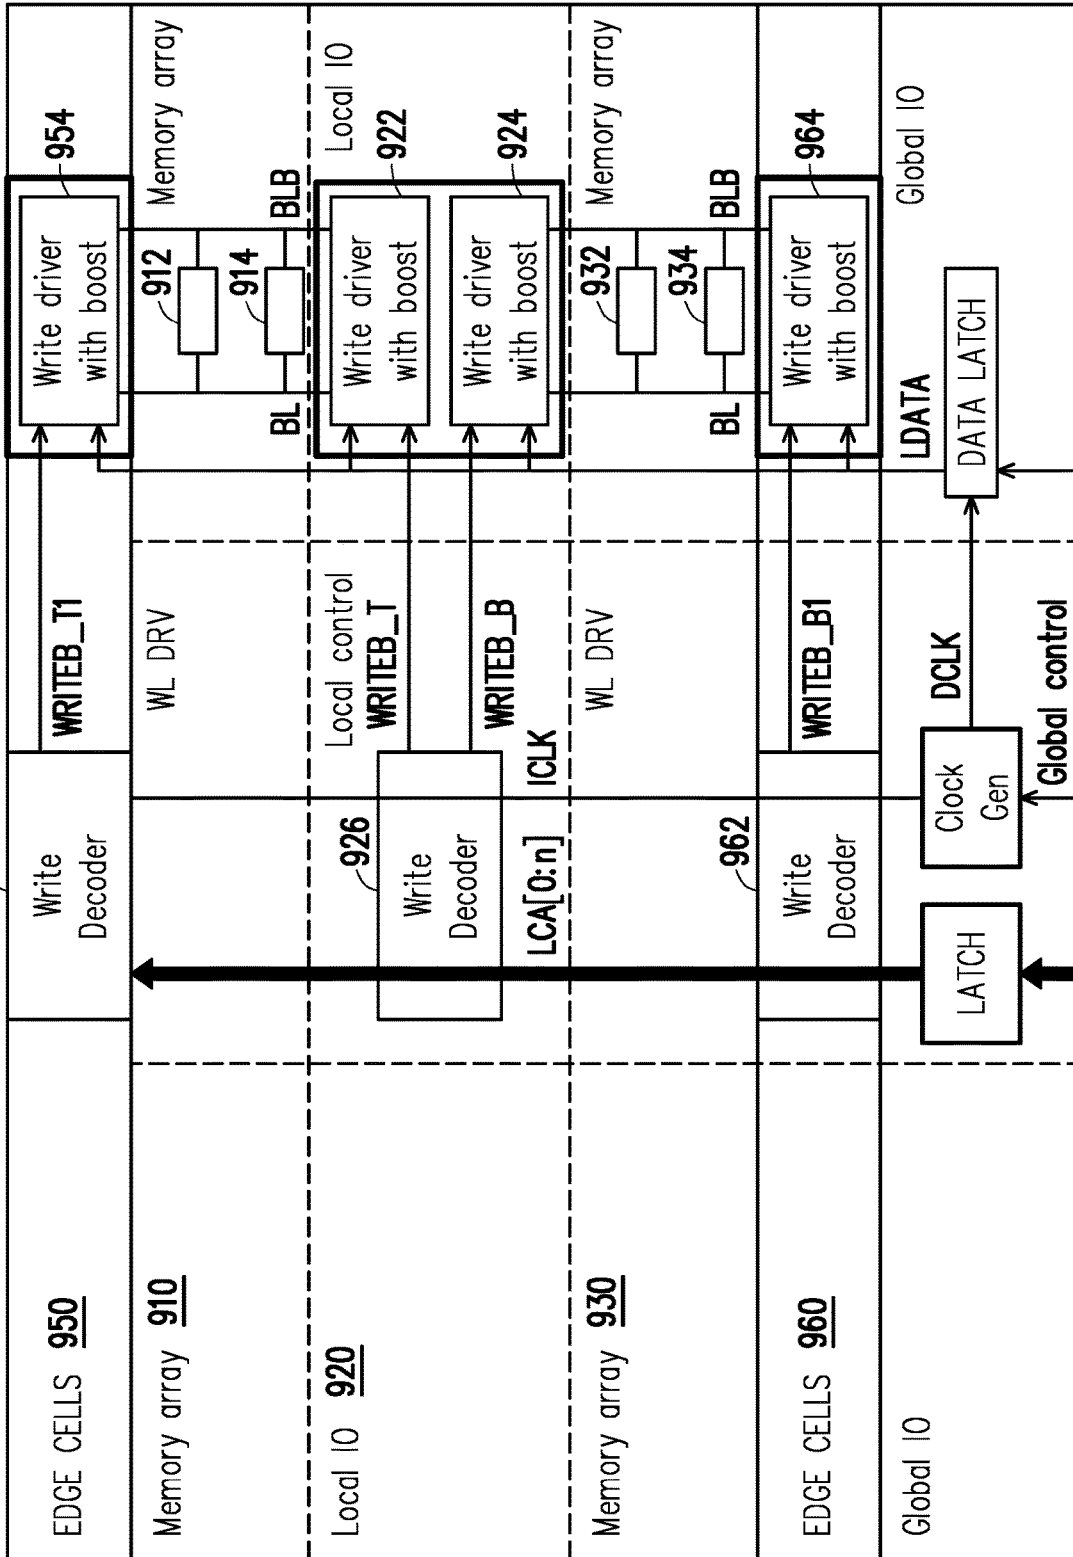 EDGE CELLS 950
Write
Decoder
WRITEB_T1
Write driver
with boost
954
Memory array 910
WL DRV
912
914
BL
BLB
Memory array
Local IO 920
926
Write
Decoder
LCA[0:n]
ICLK
Local control
WRITEB_T
WRITEB_B
Write driver
with boost
922
Write driver
with boost
924
Local IO
Memory array 930
WL DRV
932
934
BL
BLB
Memory array
EDGE CELLS 960
962
Write
Decoder
WRITEB_B1
Write driver
with boost
964
Global IO
LATCH
Clock
Gen
DCLK
Global control
LDATA
DATA LATCH
Global IO